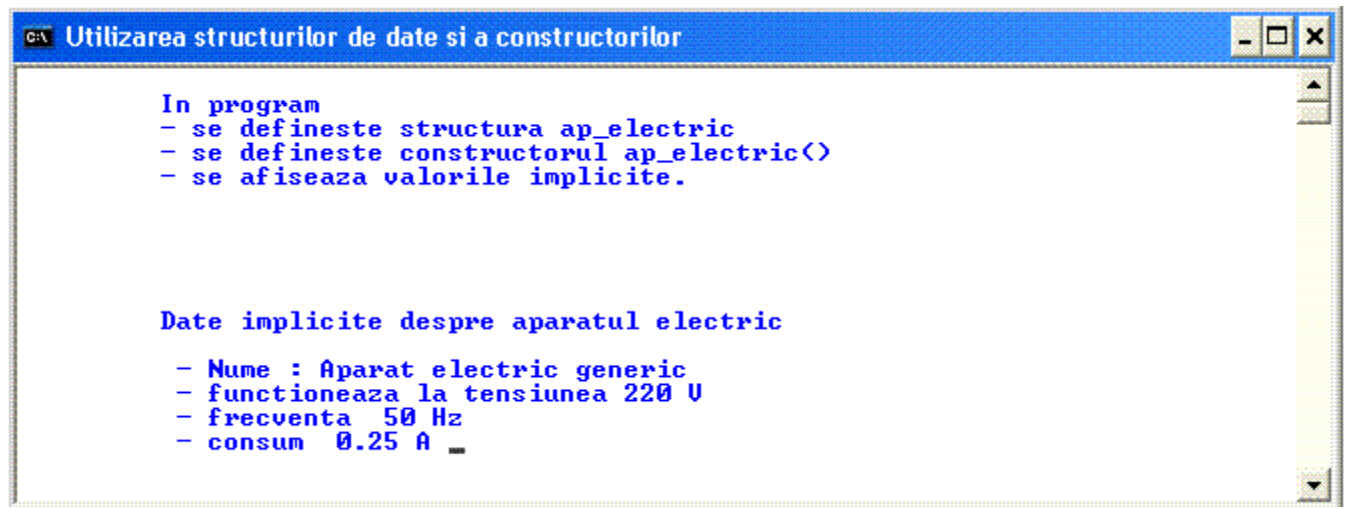 C:\ Utilizarea structurilor de date si a constructorilor
In program
- se defineste structura ap_electric
- se defineste constructorul ap_electric()
- se afiseaza valorile implicite.
Date implicite despre aparatul electric
- Nume : Aparat electric generic
- functioneaza la tensiunea 220 V
- frecventa  50 Hz
- consum  0.25 A _